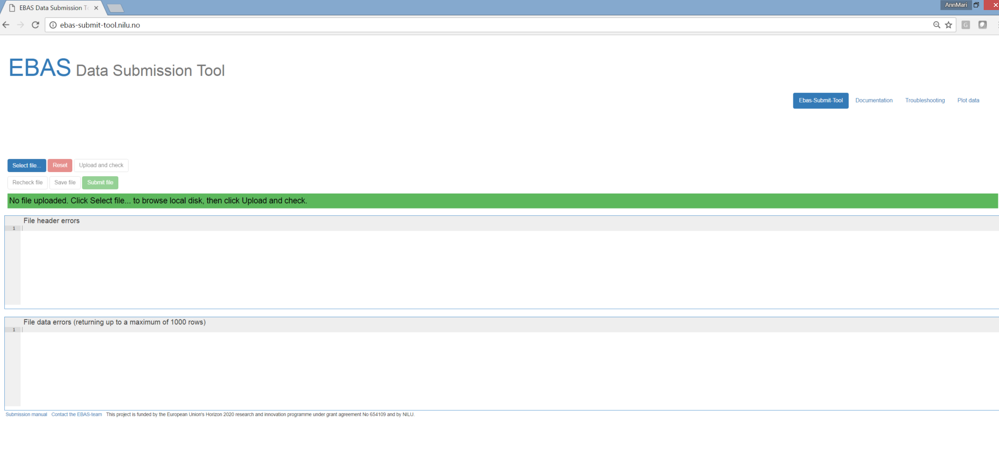 EBAS Data Submission T
AnnMari
ebas-submit-tool.nilu.no
G
EBAS Data Submission Tool
Ebas-Submit-Tool Documentation Troubleshooting Plot data
Select file... Reset Upload and check
Recheck file Save file Submit file
No file uploaded. Click Select file... to browse local disk, then click Upload and check.
File header errors
1
File data errors (returning up to a maximum of 1000 rows)
1
Submission manual Contact the EBAS-team This project is funded by the European Union's Horizon 2020 research and innovation programme under grant agreement No 654109 and by NILU.